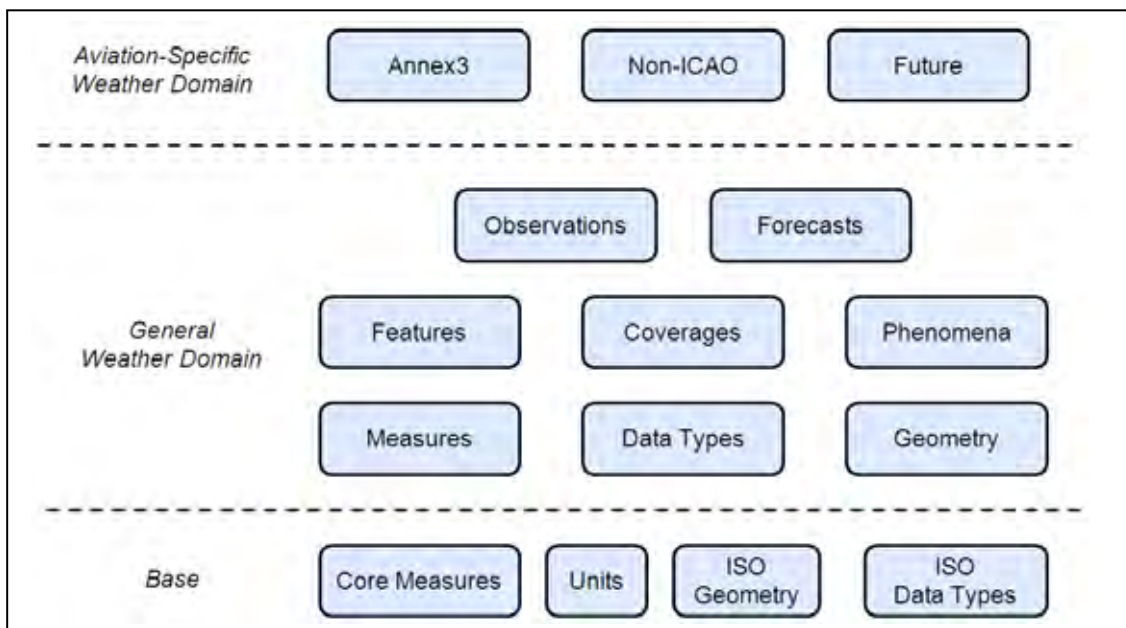 Aviation-Specific
Weather Domain
Annex3
Non-ICAO
Future
Observations
Forecasts
General
Weather Domain
Features
Coverages
Phenomena
Measures
Data Types
Geometry
Base
Core Measures
Units
ISO
Geometry
ISO
Data Types